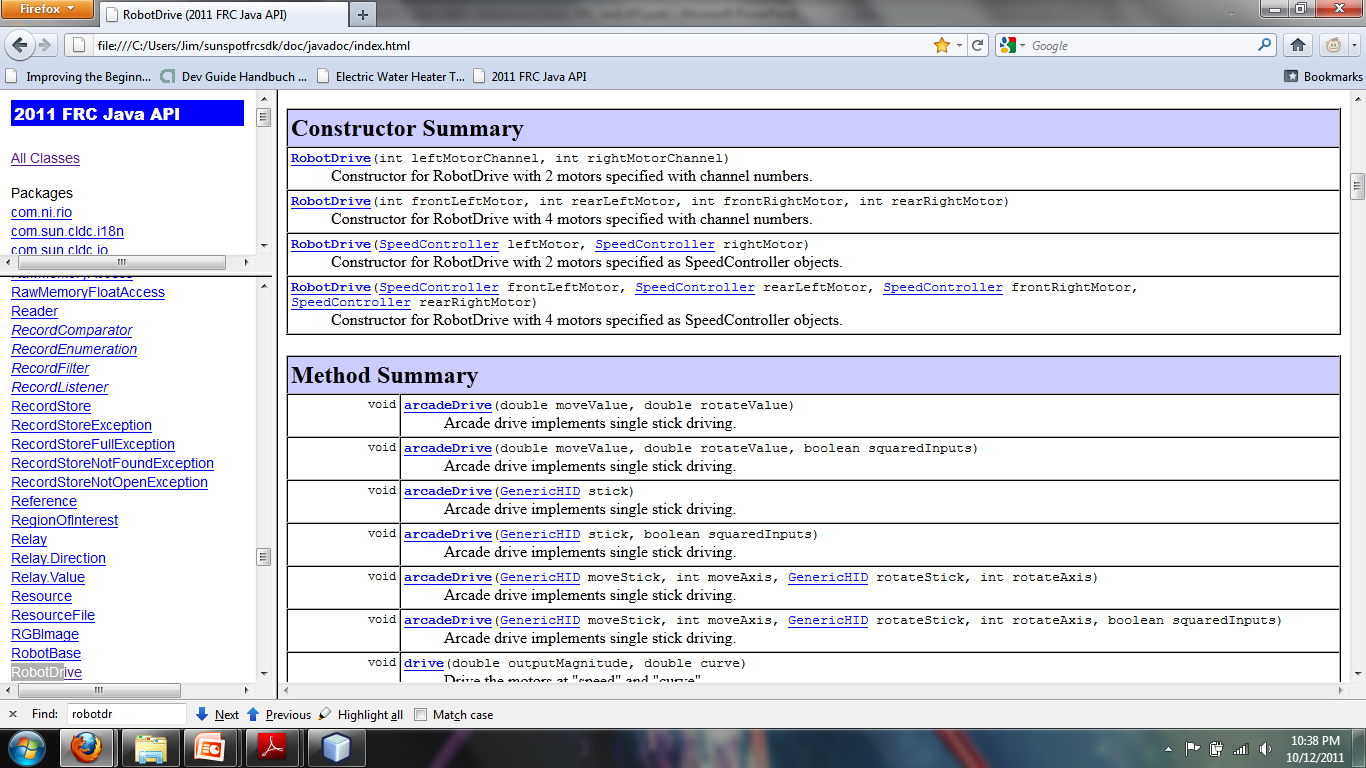 Firefox
RobotDrive (2011 FRC Java API)
file:///C:/Users/Jim/sunspotfrcsdk/doc/javadoc/index.html
Google
Improving the Beginn...
Dev Guide Handbuch ...
Electric Water Heater T...
2011 FRC Java API
Bookmarks
2011 FRC Java API
All Classes
Packages
com.ni.rio
com.sun.cldc.i18n
com.sun.cldc.io
RawMemoryFloatAccess
Reader
RecordComparator
RecordEnumeration
RecordFilter
RecordListener
RecordStore
RecordStoreException
RecordStoreFullException
RecordStoreNotFoundException
RecordStoreNotOpenException
Reference
RegionOfInterest
Relay
Relay.Direction
Relay.Value
Resource
ResourceFile
RGBImage
RobotBase
RobotDrive
Constructor Summary
RobotDrive(int leftMotorChannel, int rightMotorChannel)
Constructor for RobotDrive with 2 motors specified with channel numbers.
RobotDrive(int frontLeftMotor, int rearLeftMotor, int frontRightMotor, int rearRightMotor)
Constructor for RobotDrive with 4 motors specified with channel numbers.
RobotDrive(SpeedController leftMotor, SpeedController rightMotor)
Constructor for RobotDrive with 2 motors specified as SpeedController objects.
RobotDrive(SpeedController frontLeftMotor, SpeedController rearLeftMotor, SpeedController frontRightMotor,
SpeedController rearRightMotor)
Constructor for RobotDrive with 4 motors specified as SpeedController objects.
Method Summary
void arcadeDrive(double moveValue, double rotateValue)
Arcade drive implements single stick driving.
void arcadeDrive(double moveValue, double rotateValue, boolean squaredInputs)
Arcade drive implements single stick driving.
void arcadeDrive(GenericHID stick)
Arcade drive implements single stick driving.
void arcadeDrive(GenericHID stick, boolean squaredInputs)
Arcade drive implements single stick driving.
void arcadeDrive(GenericHID moveStick, int moveAxis, GenericHID rotateStick, int rotateAxis)
Arcade drive implements single stick driving.
void arcadeDrive(GenericHID moveStick, int moveAxis, GenericHID rotateStick, int rotateAxis, boolean squaredInputs)
Arcade drive implements single stick driving.
void drive(double outputMagnitude, double curve)
Drive the motors at "speed" and "curve".
Find: robotdr Next Previous Highlight all Match case
10:38 PM
10/12/2011